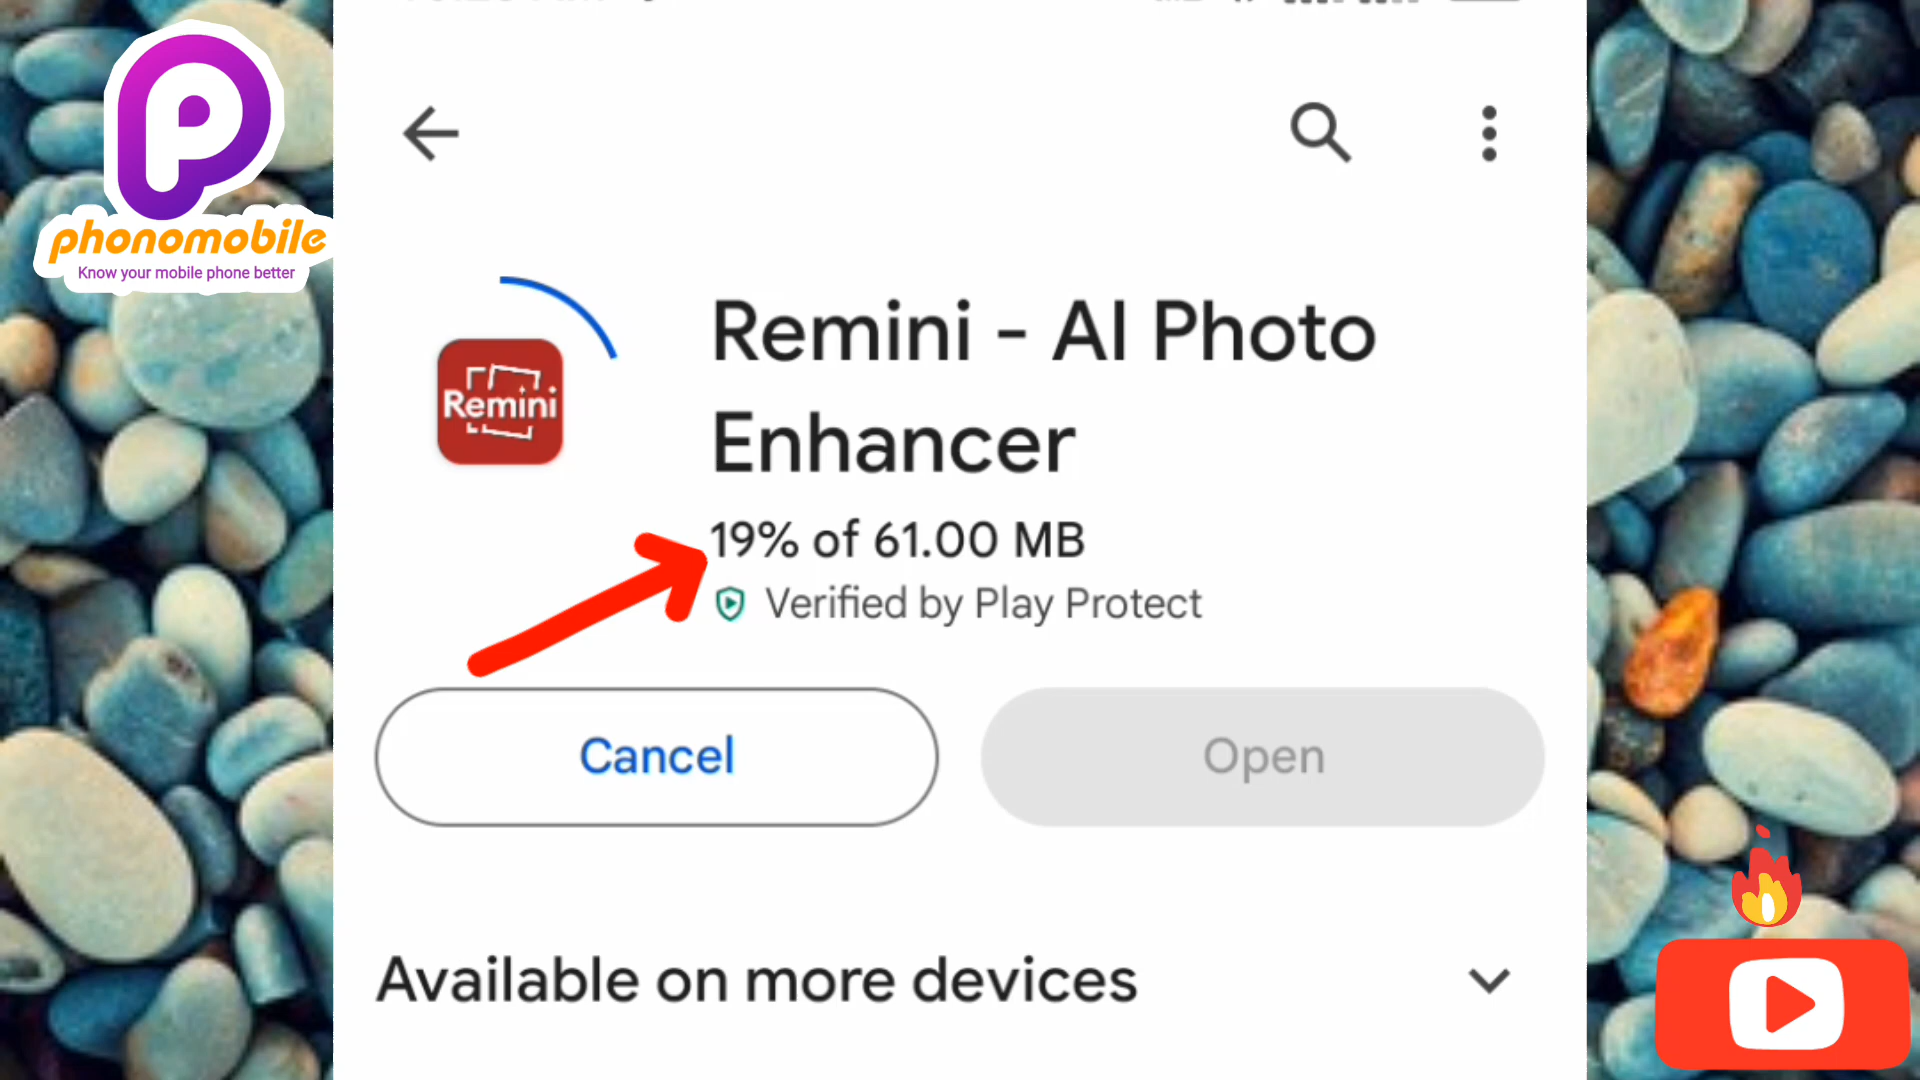 phonomobile
Know your mobile phone better
Remini - AI Photo
Enhancer
Remini
19% of 61.00 MB
Verified by Play Protect
Cancel
Open
Available on more devices